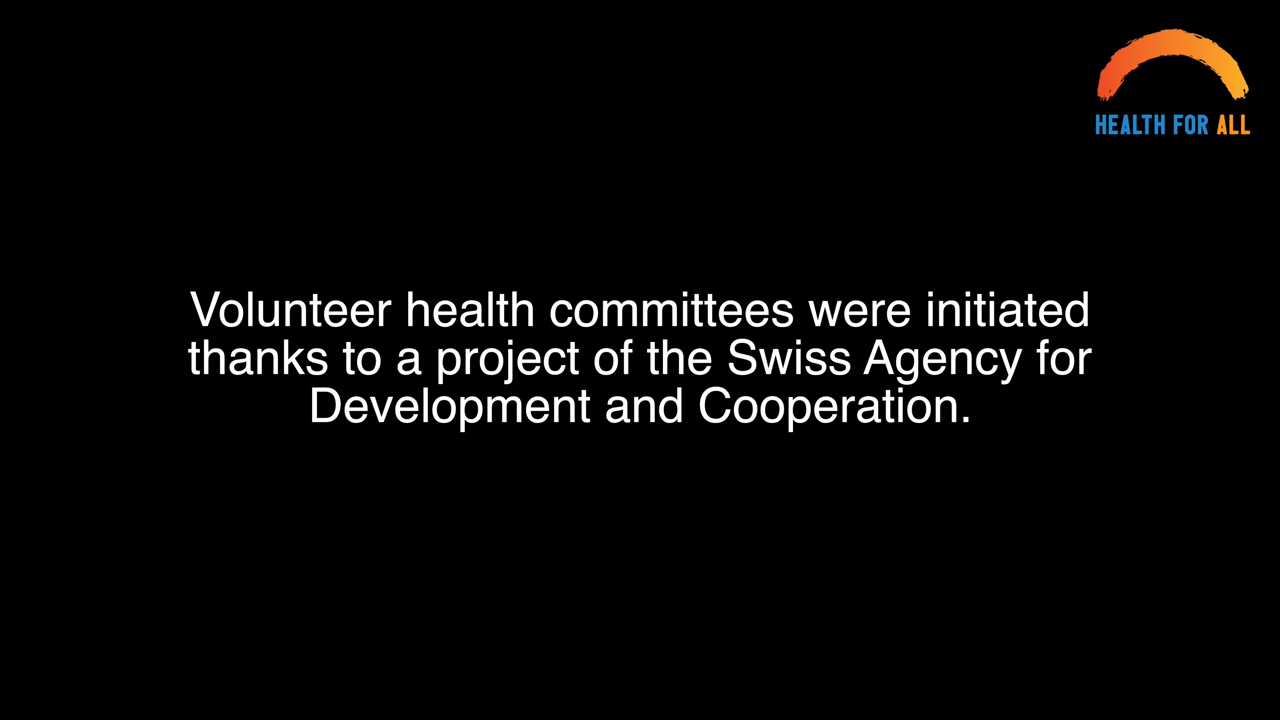 HEALTH FOR ALL
Volunteer health committees were initiated
thanks to a project of the Swiss Agency for
Development and Cooperation.